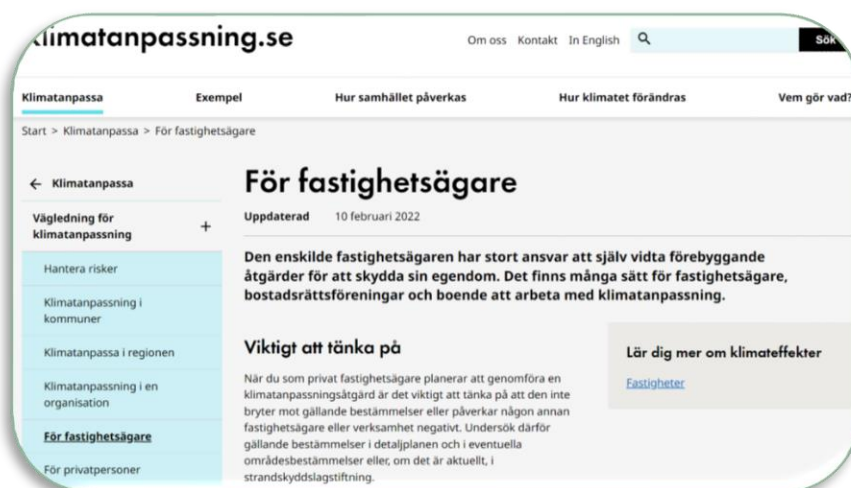 klimatanpassning.se
Om oss Kontakt In English Sök
Klimatanpassa Exempel Hur samhället påverkas Hur klimatet förändras Vem gör vad?
Start > Klimatanpassa > För fastighetsägare
← Klimatanpassa
Vägledning för
klimatanpassning +
Hantera risker
Klimatanpassning i
kommuner
Klimatanpassa i regionen
Klimatanpassning i en
organisation
För fastighetsägare
För privatpersoner
För fastighetsägare
Uppdaterad 10 februari 2022
Den enskilde fastighetsägaren har stort ansvar att själv vidta förebyggande
åtgärder för att skydda sin egendom. Det finns många sätt för fastighetsägare,
bostadsrättsföreningar och boende att arbeta med klimatanpassning.
Viktigt att tänka på
När du som privat fastighetsägare planerar att genomföra en
klimatanpassningsåtgärd är det viktigt att tänka på att den inte
bryter mot gällande bestämmelser eller påverkar någon annan
fastighetsägare eller verksamhet negativt. Undersök därför
gällande bestämmelser i detaljplanen och i eventuella
områdesbestämmelser eller, om det är aktuellt, i
strandskyddslagstiftning.
Lär dig mer om klimateffekter
Fastigheter